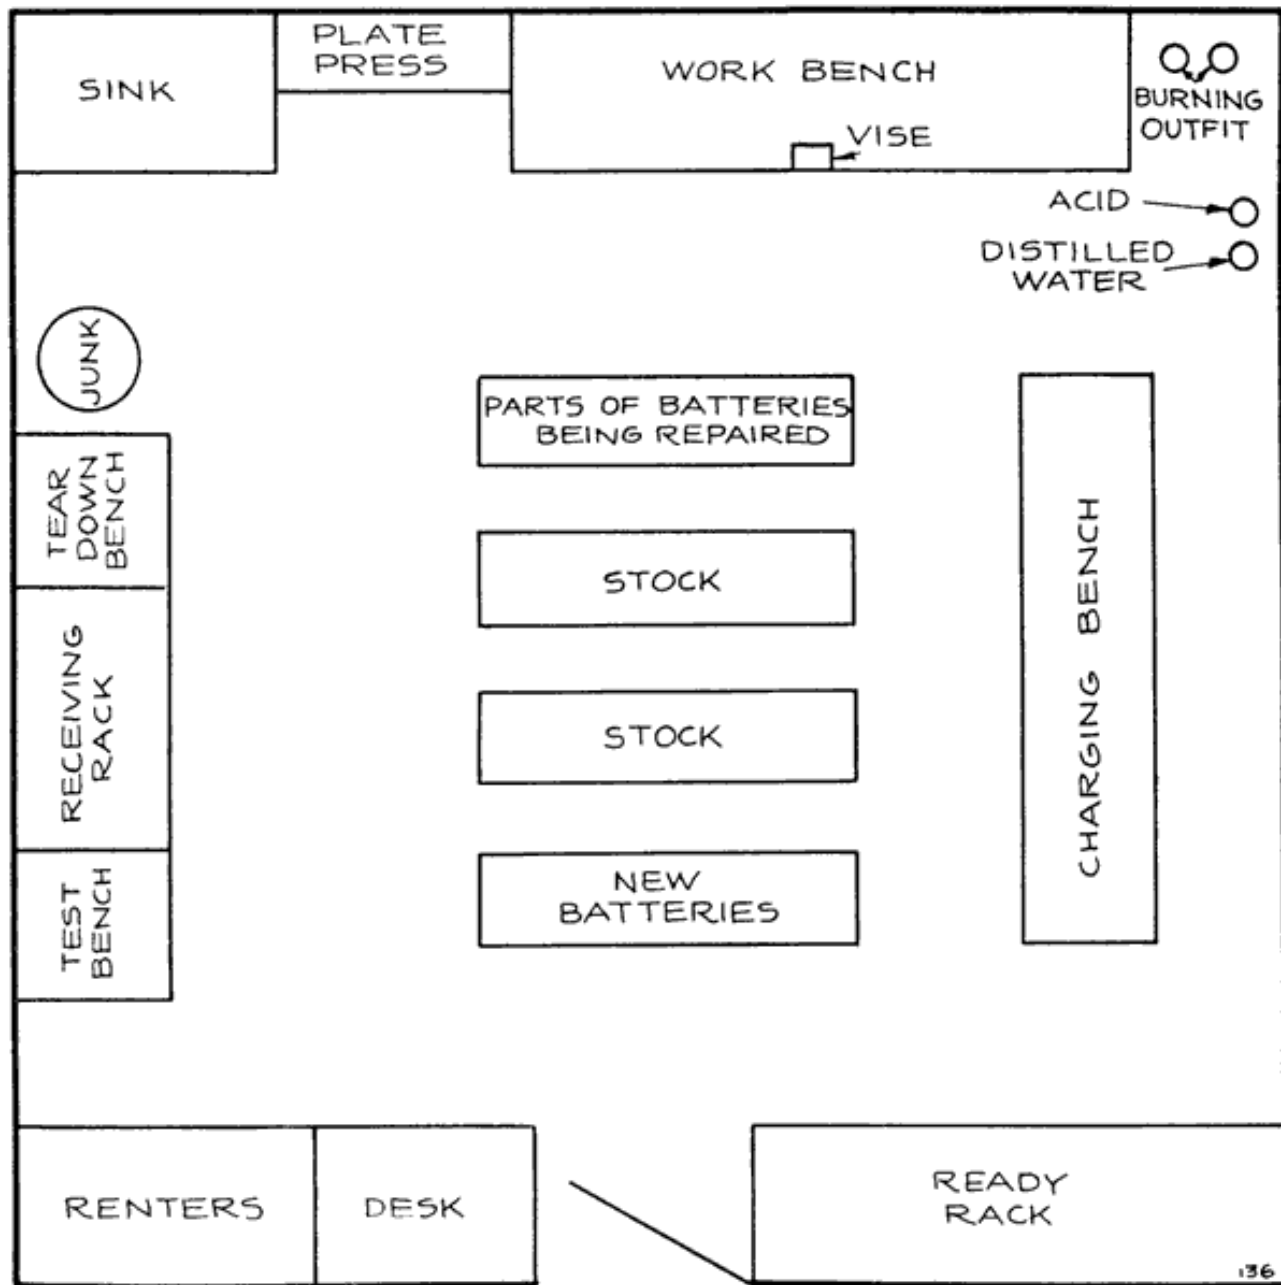 SINK
PLATE
PRESS
WORK BENCH
VISE
BURNING
OUTFIT
ACID
DISTILLED
WATER
JUNK
PARTS OF BATTERIES
BEING REPAIRED
TEAR
DOWN
BENCH
STOCK
RECEIVING
RACK
STOCK
CHARGING BENCH
TEST
BENCH
NEW
BATTERIES
RENTERS
DESK
READY
RACK
136